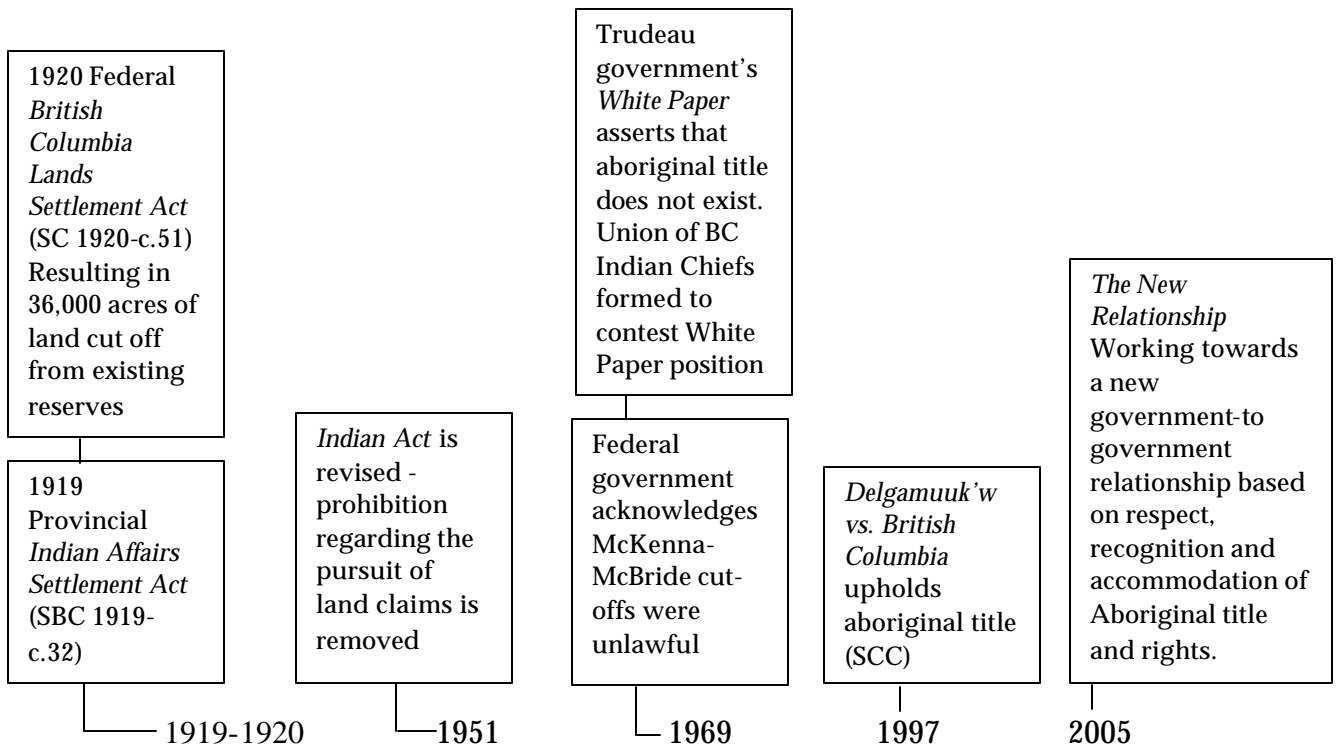 1920 Federal
British
Columbia
Lands
Settlement Act
(SC 1920-c.51)
Resulting in
36,000 acres of
land cut off
from existing
reserves
1919
Provincial
Indian Affairs
Settlement Act
(SBC 1919-
c.32)
1919-1920
Indian Act is
revised -
prohibition
regarding the
pursuit of
land claims is
removed
1951
Trudeau
government’s
White Paper
asserts that
aboriginal title
does not exist.
Union of BC
Indian Chiefs
formed to
contest White
Paper position
Federal
government
acknowledges
McKenna-
McBride cut-
offs were
unlawful
1969
Delgamuuk’w
vs. British
Columbia
upholds
aboriginal title
(SCC)
1997
The New
Relationship
Working towards
a new
government-to
government
relationship based
on respect,
recognition and
accommodation of
Aboriginal title
and rights.
2005